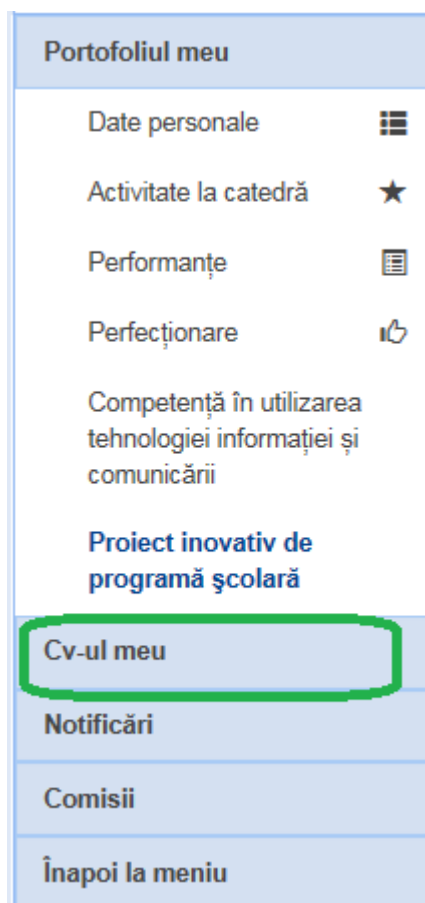 Portofoliul meu
Date personale
Activitate la catedră
Performanțe
Perfecționare
Competență în utilizarea
tehnologiei informației și
comunicării
Proiect inovativ de
programă şcolară
Cv-ul meu
Notificări
Comisii
Înapoi la meniu